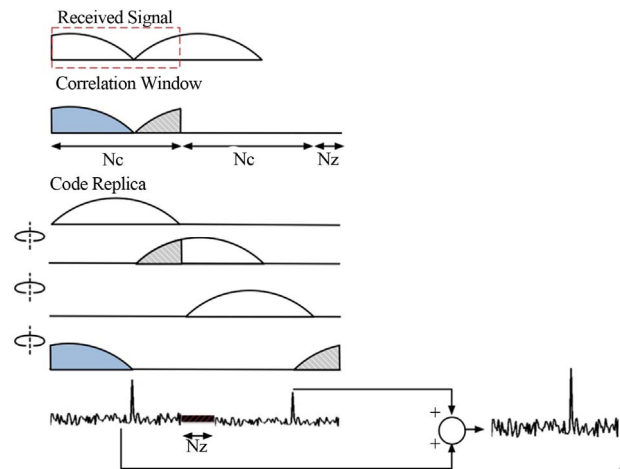 Received Signal
Correlation Window
Nc Nc Nz
Code Replica
+
+
Nz